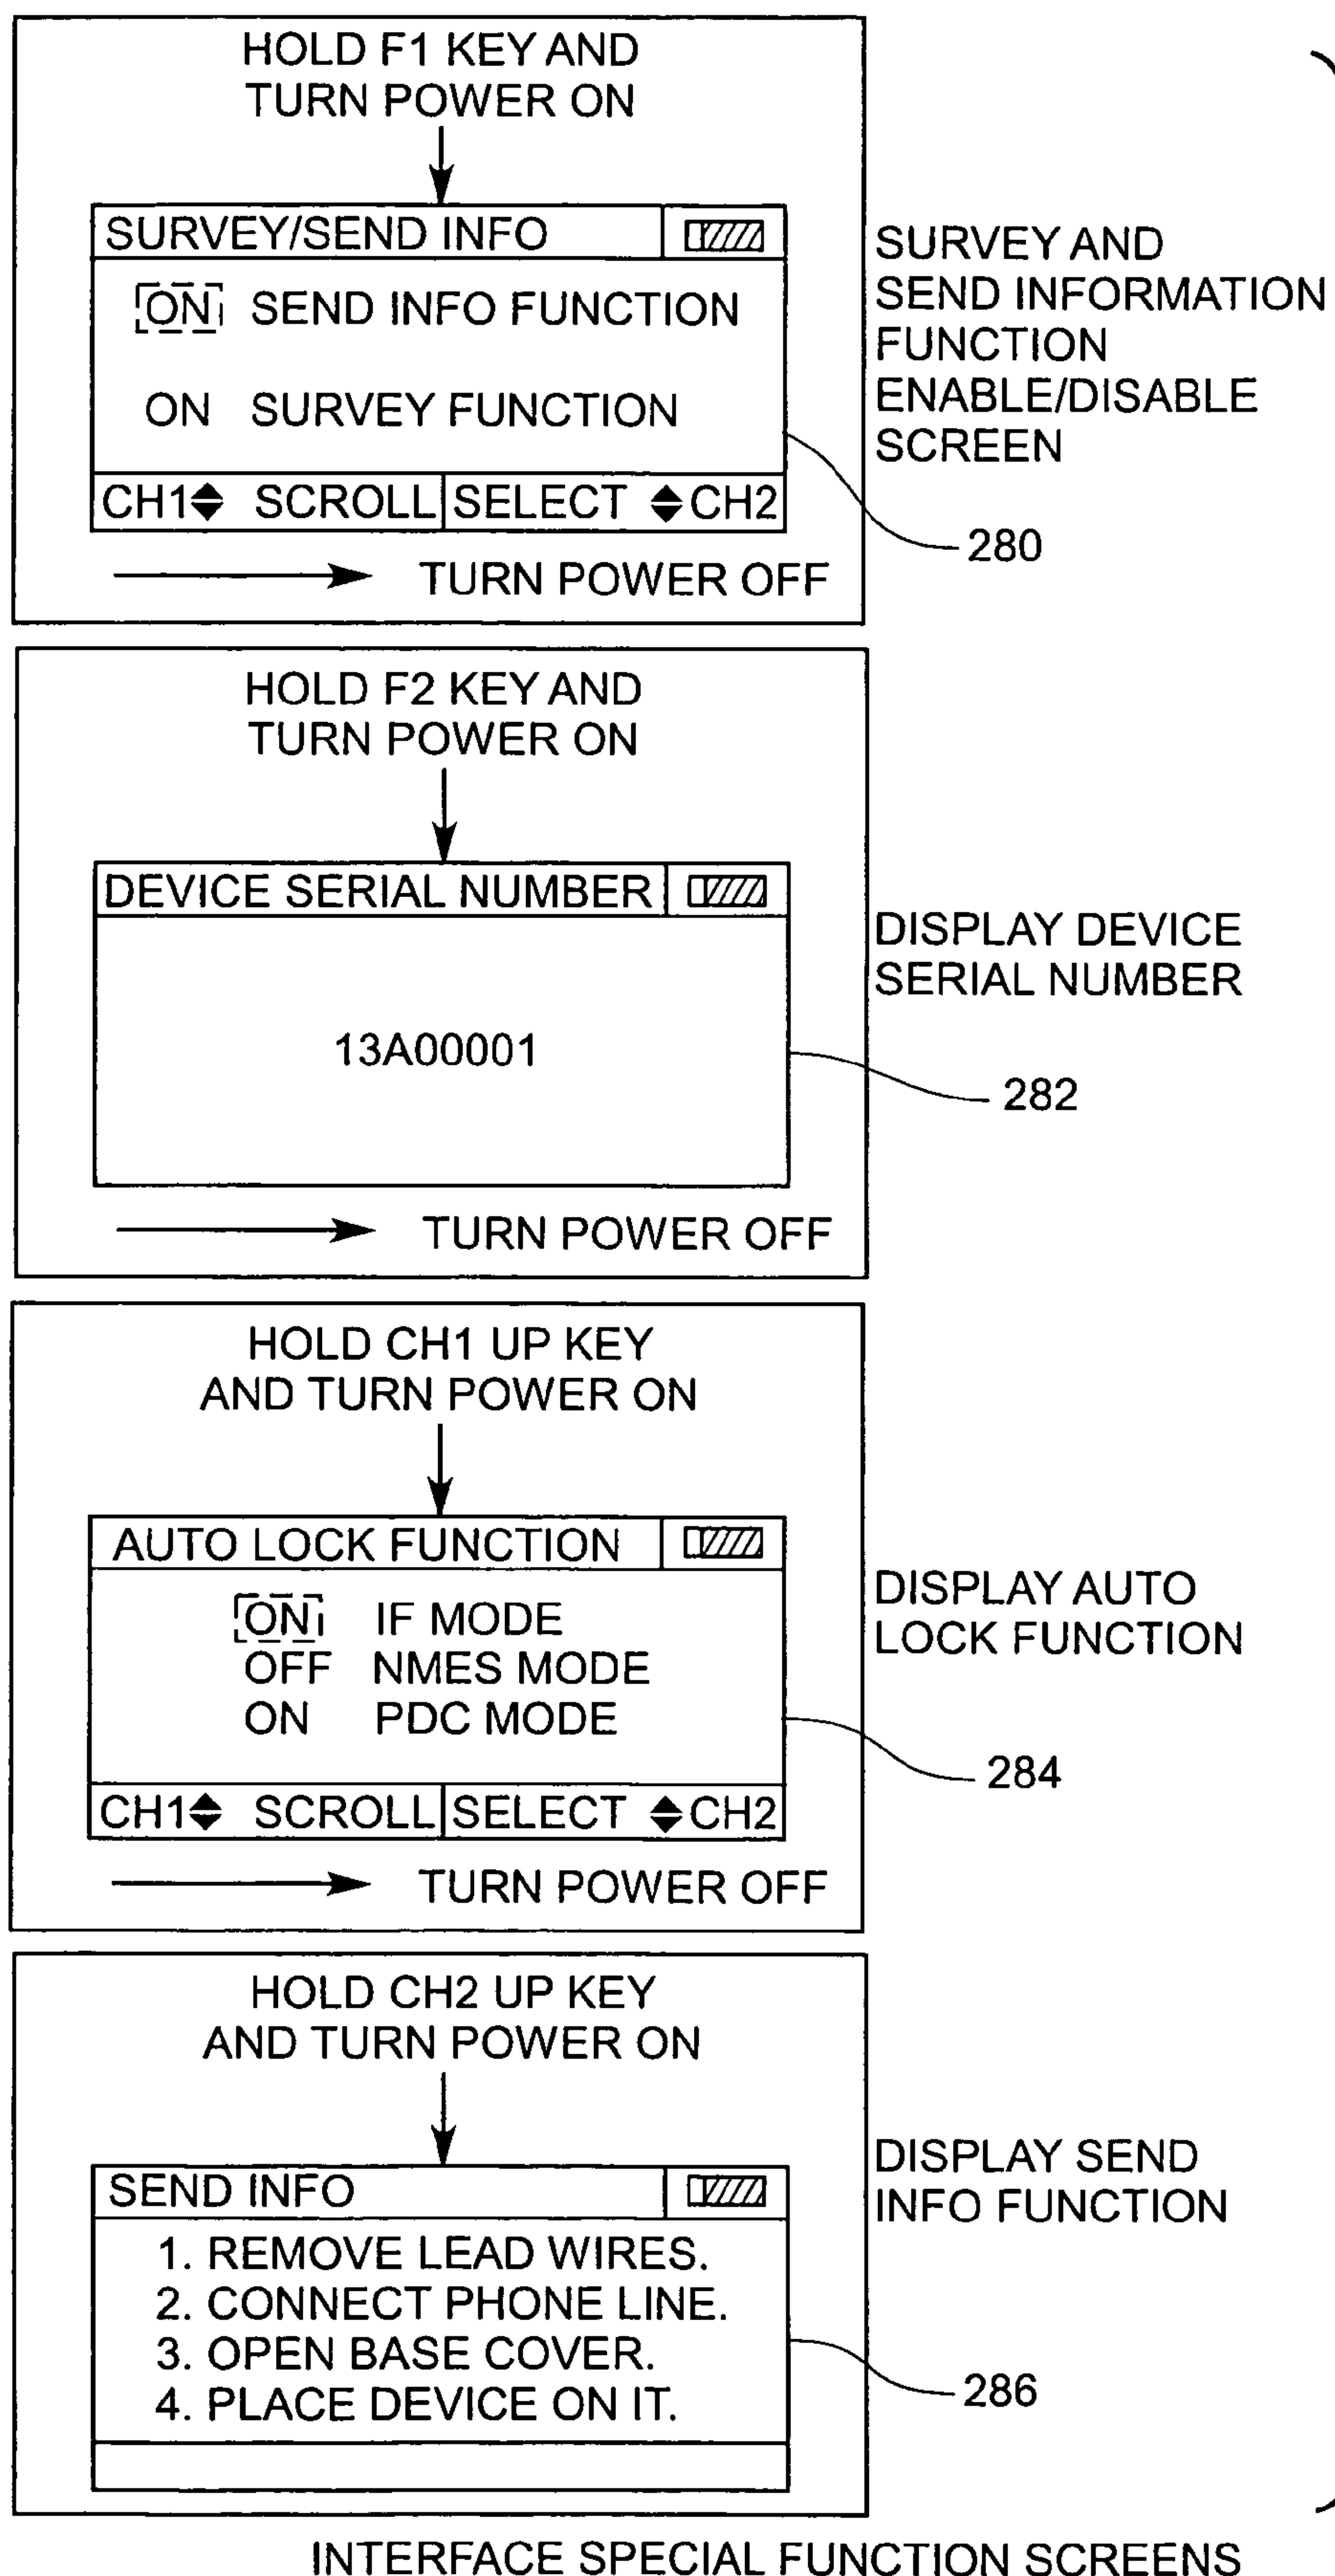 HOLD F1 KEY AND
TURN POWER ON
SURVEY/SEND INFO
ON SEND INFO FUNCTION
ON SURVEY FUNCTION
CH1 SCROLL SELECT CH2
TURN POWER OFF
SURVEY AND
SEND INFORMATION
FUNCTION
ENABLE/DISABLE
SCREEN
280
HOLD F2 KEY AND
TURN POWER ON
DEVICE SERIAL NUMBER
13A00001
TURN POWER OFF
DISPLAY DEVICE
SERIAL NUMBER
282
HOLD CH1 UP KEY
AND TURN POWER ON
AUTO LOCK FUNCTION
ON IF MODE
OFF NMES MODE
ON PDC MODE
CH1 SCROLL SELECT CH2
TURN POWER OFF
DISPLAY AUTO
LOCK FUNCTION
284
HOLD CH2 UP KEY
AND TURN POWER ON
SEND INFO
1. REMOVE LEAD WIRES.
2. CONNECT PHONE LINE.
3. OPEN BASE COVER.
4. PLACE DEVICE ON IT.
DISPLAY SEND
INFO FUNCTION
286
INTERFACE SPECIAL FUNCTION SCREENS